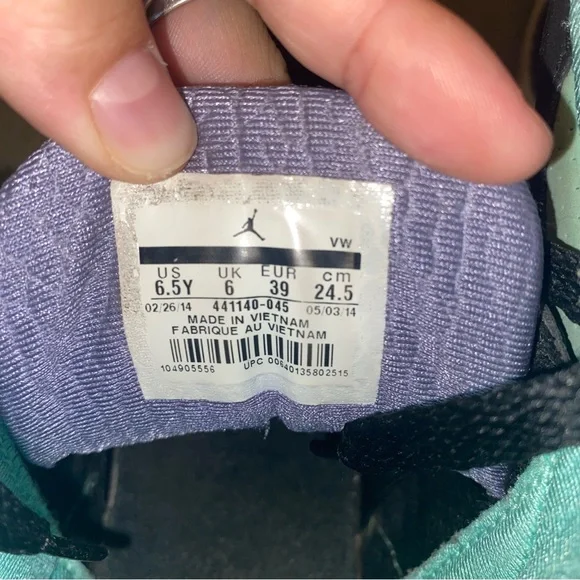 VW
US UK EUR cm
6.5Y 6 39 24.5
02/26/14 441140-045 05/03/14
MADE IN VIETNAM
FABRIQUE AU VIETNAM
104905556 UPC 00640135802515